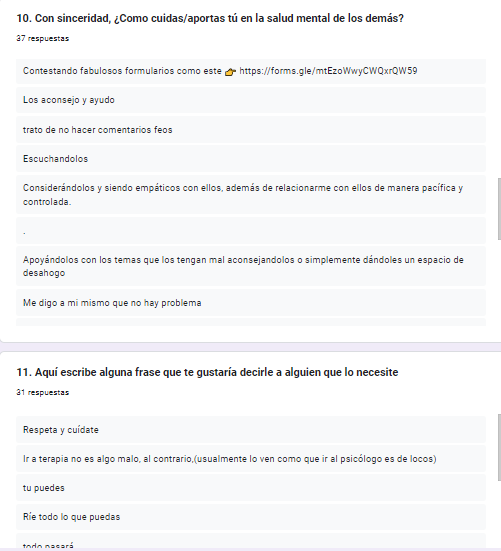 10. Con sinceridad, ¿Como cuidas/aportas tú en la salud mental de los demás?
37 respuestas
Contestando fabulosos formularios como este 👉 https://forms.gle/mtEzoWwyCWQxrQW59
Los aconsejo y ayudo
trato de no hacer comentarios feos
Escuchandolos
Considerándolos y siendo empáticos con ellos, además de relacionarme con ellos de manera pacífica y
controlada.
.
Apoyándolos con los temas que los tengan mal aconsejandolos o simplemente dándoles un espacio de
desahogo
Me digo a mi mismo que no hay problema
11. Aquí escribe alguna frase que te gustaría decirle a alguien que lo necesite
31 respuestas
Respeta y cuídate
Ir a terapia no es algo malo, al contrario,(usualmente lo ven como que ir al psicólogo es de locos)
tu puedes
Ríe todo lo que puedas
todo pasará